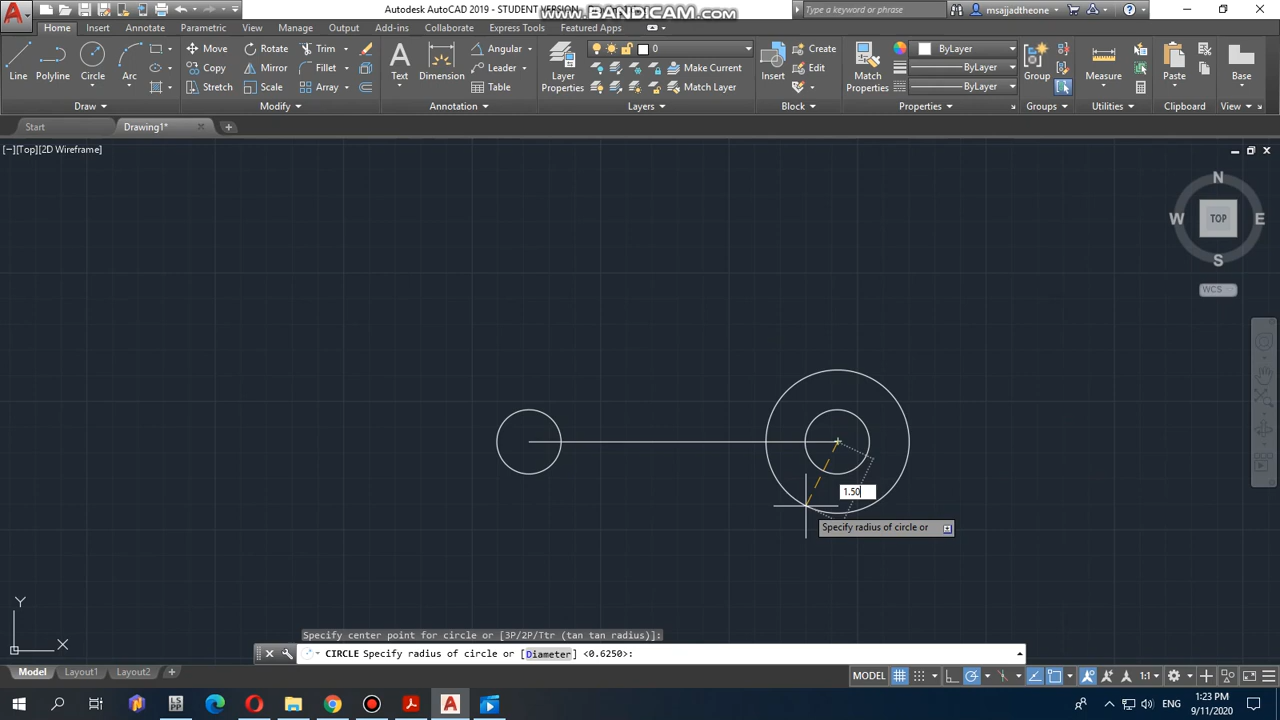 Autodesk AutoCAD 2019 - STUDENT VERSION
www.BANDICAM.com
Type a keyword or phrase
msajjadtheone
Home Insert Annotate Parametric View Manage Output Add-ins Collaborate Express Tools Featured Apps
Line Polyline Circle Arc
Move Rotate Trim
Copy Mirror Fillet
Stretch Scale Array
Text Dimension
Angular
Leader
Table
Layer Properties
0
Make Current
Match Layer
Insert
Create
Edit
Match Properties
ByLayer
ByLayer
ByLayer
Group
Measure
Paste
Base
Draw Modify Annotation Layers Block Properties Groups Utilities Clipboard View
Start Drawing1*
[−][Top][2D Wireframe]
N
W TOP E
S
WCS
1.50
Specify radius of circle or
Y
X
Specify center point for circle or [3P/2P/Ttr (tan tan radius)]:
CIRCLE Specify radius of circle or [Diameter] <0.6250>:
Model Layout1 Layout2
MODEL 1:1
LSPP
ENG
1:23 PM
9/11/2020